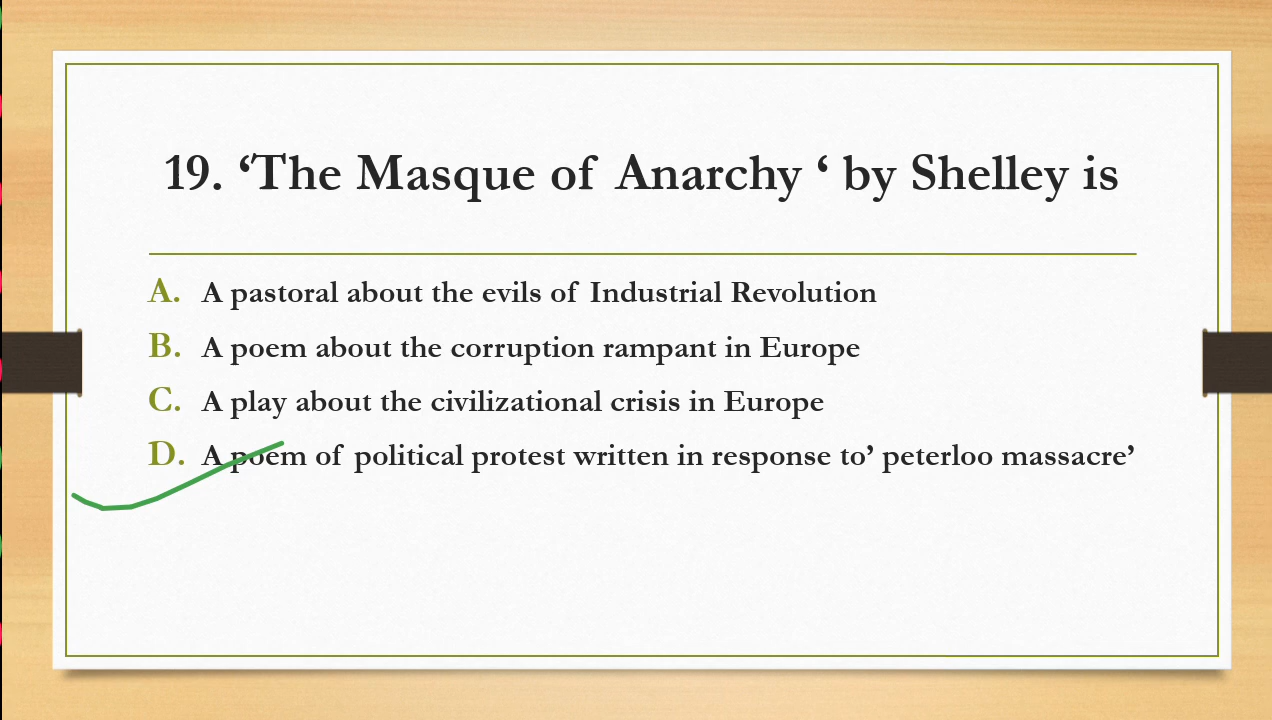 19. ‘The Masque of Anarchy ‘ by Shelley is
A. A pastoral about the evils of Industrial Revolution
B. A poem about the corruption rampant in Europe
C. A play about the civilizational crisis in Europe
D. A poem of political protest written in response to’ peterloo massacre’